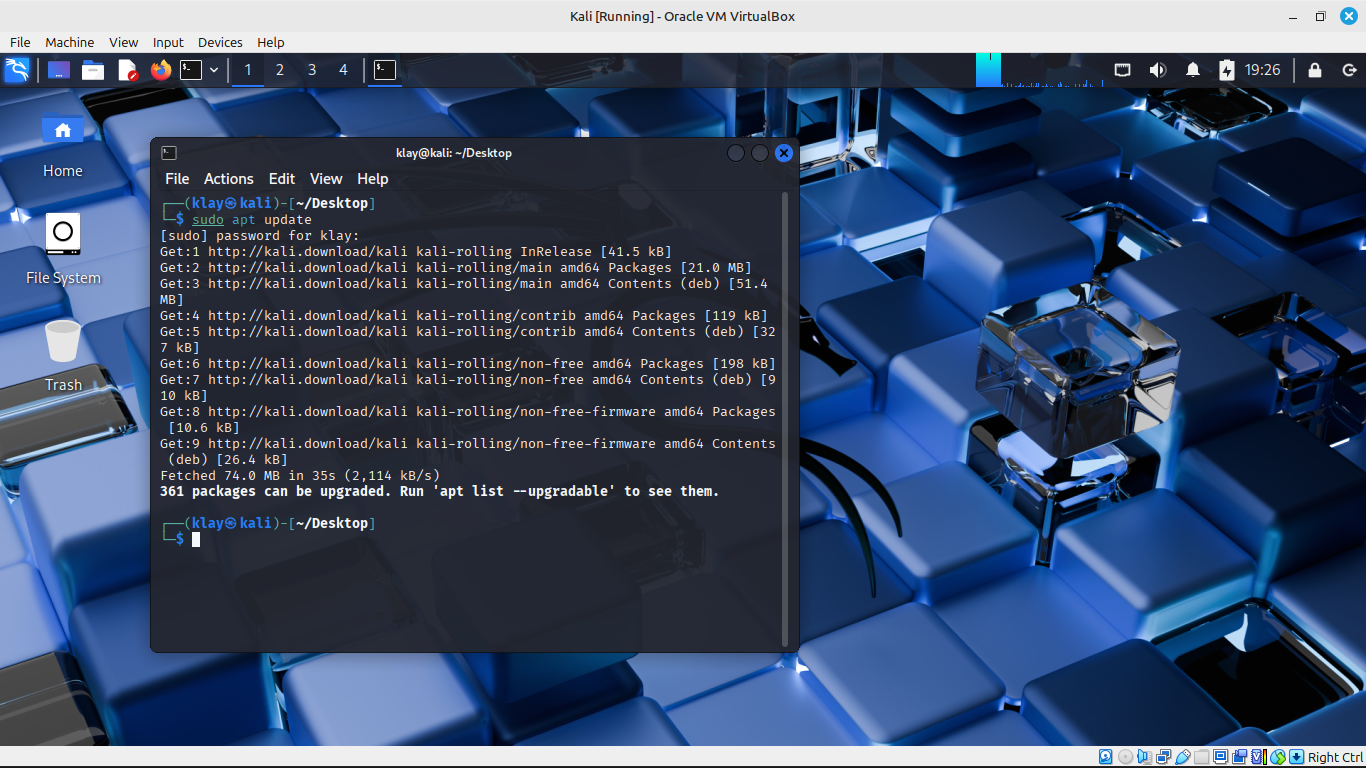 Kali [Running] - Oracle VM VirtualBox
File Machine View Input Devices Help
1 2 3 4 19:26
Home
File System
Trash
klay@kali: ~/Desktop
File Actions Edit View Help
┌──(klay㉿kali)-[~/Desktop]
└─$ sudo apt update
[sudo] password for klay:
Get:1 http://kali.download/kali kali-rolling InRelease [41.5 kB]
Get:2 http://kali.download/kali kali-rolling/main amd64 Packages [21.0 MB]
Get:3 http://kali.download/kali kali-rolling/main amd64 Contents (deb) [51.4
MB]
Get:4 http://kali.download/kali kali-rolling/contrib amd64 Packages [119 kB]
Get:5 http://kali.download/kali kali-rolling/contrib amd64 Contents (deb) [32
7 kB]
Get:6 http://kali.download/kali kali-rolling/non-free amd64 Packages [198 kB]
Get:7 http://kali.download/kali kali-rolling/non-free amd64 Contents (deb) [9
10 kB]
Get:8 http://kali.download/kali kali-rolling/non-free-firmware amd64 Packages
[10.6 kB]
Get:9 http://kali.download/kali kali-rolling/non-free-firmware amd64 Contents
(deb) [26.4 kB]
Fetched 74.0 MB in 35s (2,114 kB/s)
361 packages can be upgraded. Run 'apt list --upgradable' to see them.
┌──(klay㉿kali)-[~/Desktop]
└─$
Right Ctrl